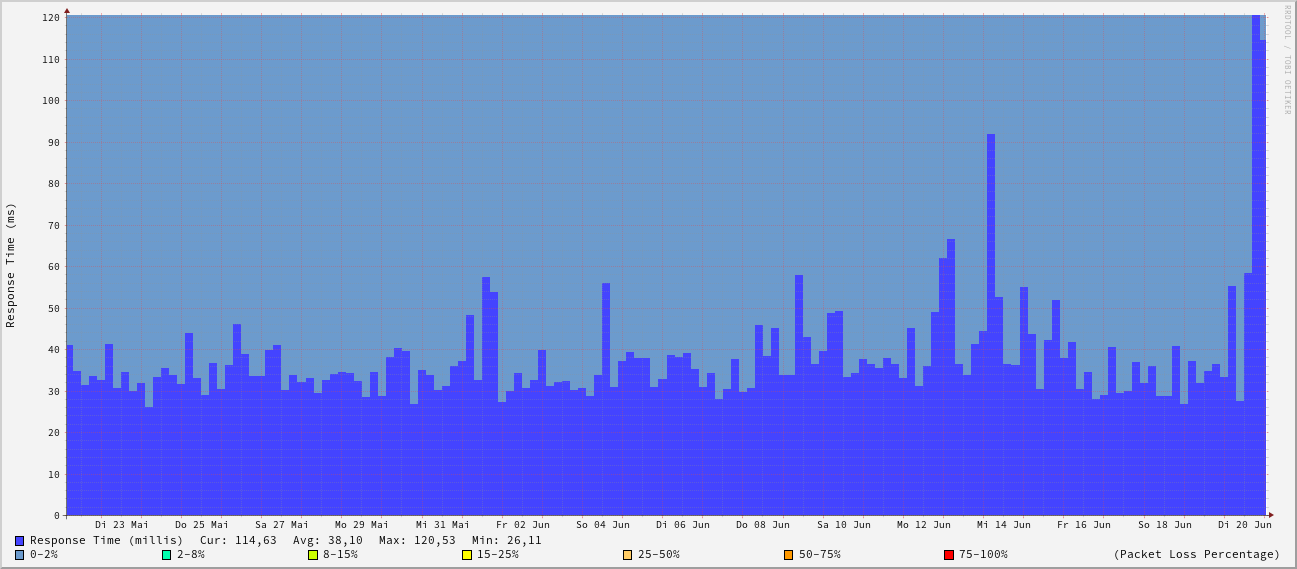 RRDTOOL / TOBI OETIKER
Response Time (ms)
120
110
100
90
80
70
60
50
40
30
20
10
0
Di 23 Mai Do 25 Mai Sa 27 Mai Mo 29 Mai Mi 31 Mai Fr 02 Jun So 04 Jun Di 06 Jun Do 08 Jun Sa 10 Jun Mo 12 Jun Mi 14 Jun Fr 16 Jun So 18 Jun Di 20 Jun
Response Time (millis) Cur: 114,63 Avg: 38,10 Max: 120,53 Min: 26,11
0-2% 2-8% 8-15% 15-25% 25-50% 50-75% 75-100% (Packet Loss Percentage)